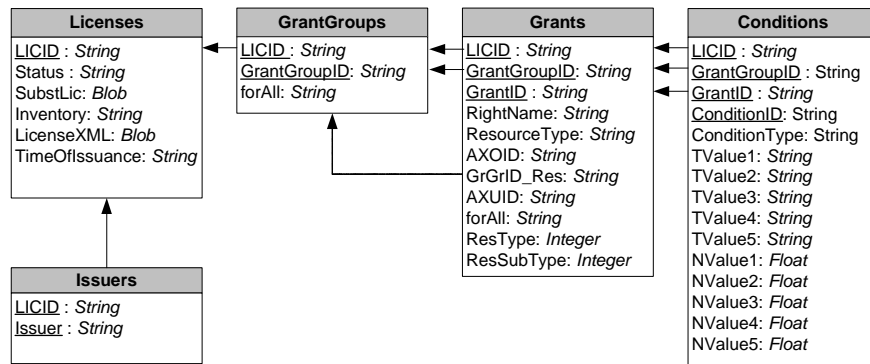 Licenses
LICID : String
Status : String
SubstLic: Blob
Inventory: String
LicenseXML: Blob
TimeOfIssuance: String
Issuers
LICID: String
Issuer : String
GrantGroups
LICID : String
GrantGroupID: String
forAll: String
Grants
LICID : String
GrantGroupID: String
GrantID : String
RightName: String
ResourceType: String
AXOID: String
GrGrID_Res: String
AXUID: String
forAll: String
ResType: Integer
ResSubType: Integer
Conditions
LICID : String
GrantGroupID : String
GrantID : String
ConditionID: String
ConditionType: String
TValue1: String
TValue2: String
TValue3: String
TValue4: String
TValue5: String
NValue1: Float
NValue2: Float
NValue3: Float
NValue4: Float
NValue5: Float